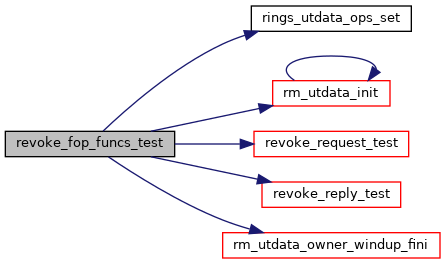 rings_utdata_ops_set
rm_utdata_init
revoke_fop_funcs_test
revoke_request_test
revoke_reply_test
rm_utdata_owner_windup_fini